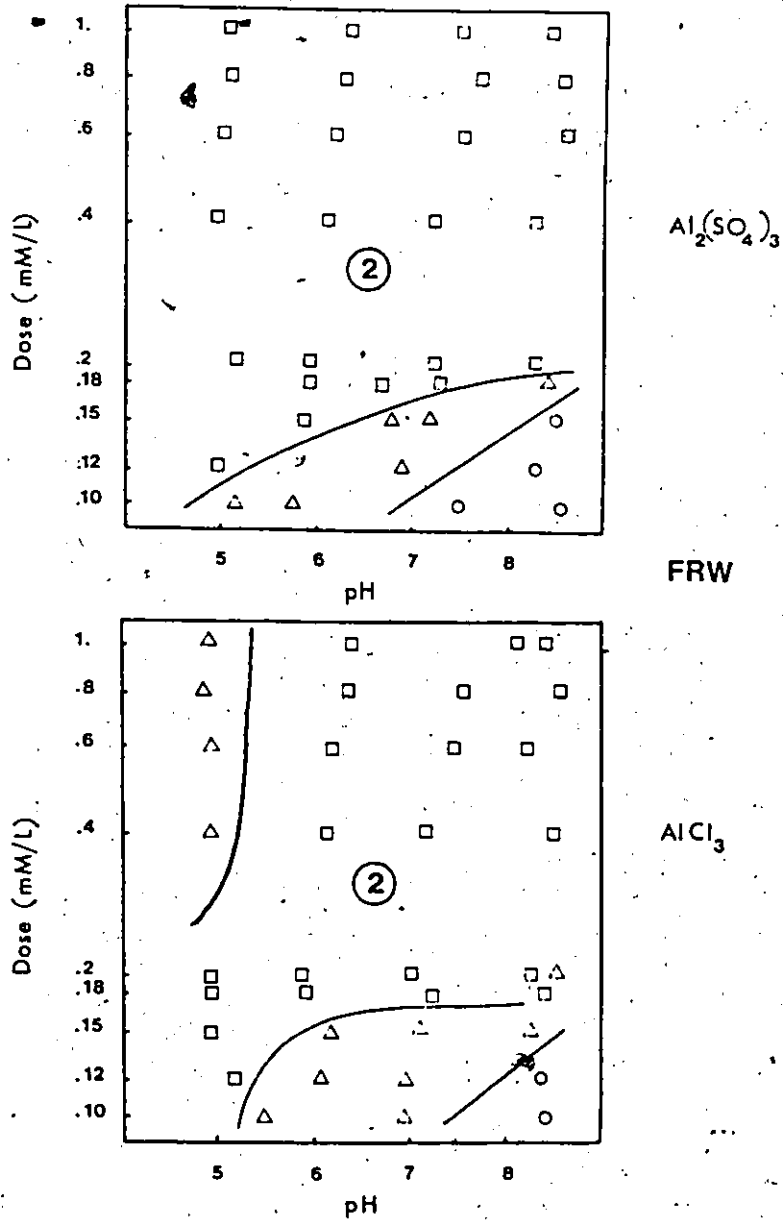 1.
.8
.6
.4
.2
.18
.15
.12
.10
Dose (mM/L)
2
Al2(SO4)3
5 6 7 8
pH
FRW
1.
.8
.6
.4
.2
.18
.15
.12
.10
Dose (mM/L)
2
AlCl3
5 6 7 8
pH